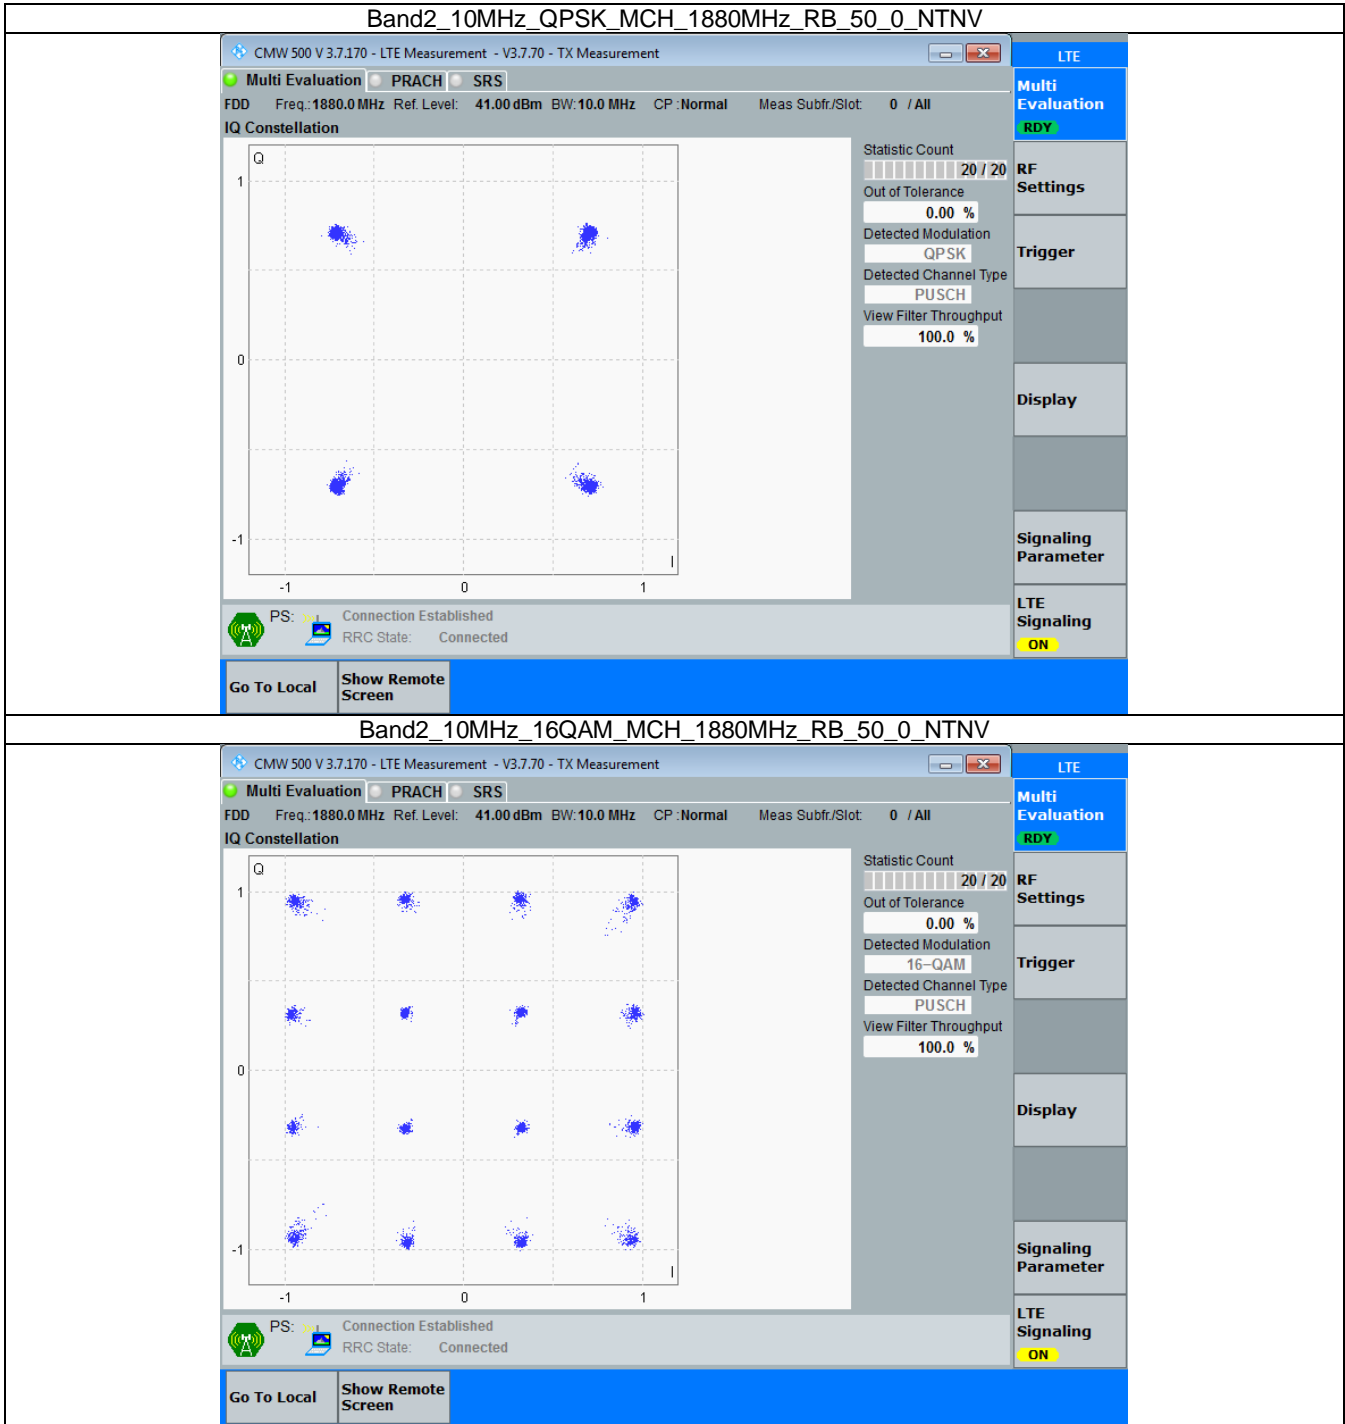 Band2_10MHz_QPSK_MCH_1880MHz_RB_50_0_NTNV
CMW 500 V 3.7.170 - LTE Measurement - V3.7.70 - TX Measurement
LTE
Multi Evaluation PRACH SRS
Multi
Evaluation
RDY
FDD Freq.: 1880.0 MHz Ref. Level: 41.00 dBm BW: 10.0 MHz CP : Normal Meas Subfr./Slot: 0 / All
IQ Constellation
Q
1
0
-1
I
-1 0 1
Statistic Count
20 / 20
Out of Tolerance
0.00 %
Detected Modulation
QPSK
Detected Channel Type
PUSCH
View Filter Throughput
100.0 %
RF
Settings
Trigger
Display
Signaling
Parameter
LTE
Signaling
ON
PS: Connection Established
RRC State: Connected
Go To Local
Show Remote
Screen
Band2_10MHz_16QAM_MCH_1880MHz_RB_50_0_NTNV
CMW 500 V 3.7.170 - LTE Measurement - V3.7.70 - TX Measurement
LTE
Multi Evaluation PRACH SRS
Multi
Evaluation
RDY
FDD Freq.: 1880.0 MHz Ref. Level: 41.00 dBm BW: 10.0 MHz CP : Normal Meas Subfr./Slot: 0 / All
IQ Constellation
Q
1
0
-1
I
-1 0 1
Statistic Count
20 / 20
Out of Tolerance
0.00 %
Detected Modulation
16-QAM
Detected Channel Type
PUSCH
View Filter Throughput
100.0 %
RF
Settings
Trigger
Display
Signaling
Parameter
LTE
Signaling
ON
PS: Connection Established
RRC State: Connected
Go To Local
Show Remote
Screen